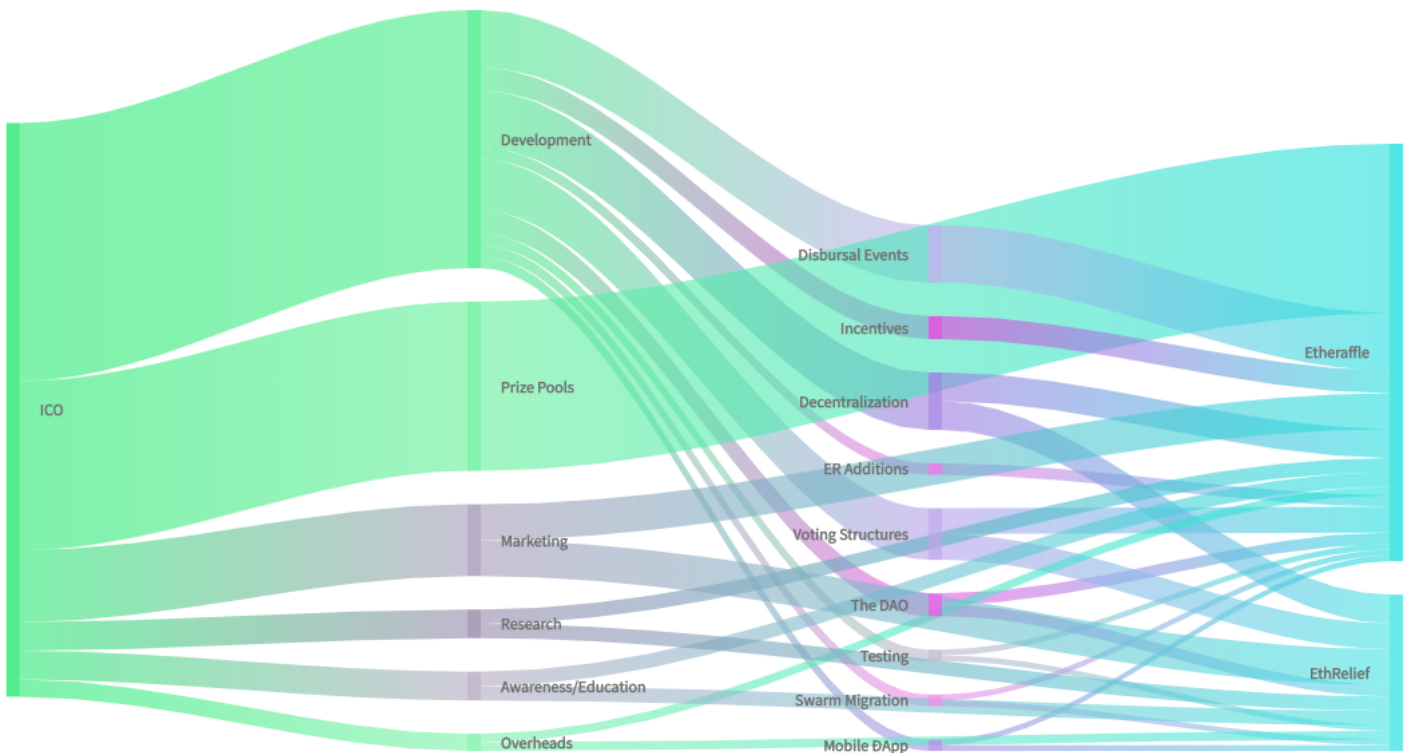 ICO
Development
Prize Pools
Marketing
Research
Awareness/Education
Overheads
Disbursal Events
Incentives
Decentralization
ER Additions
Voting Structures
The DAO
Testing
Swarm Migration
Mobile ÐApp
Etheraffle
EthRelief